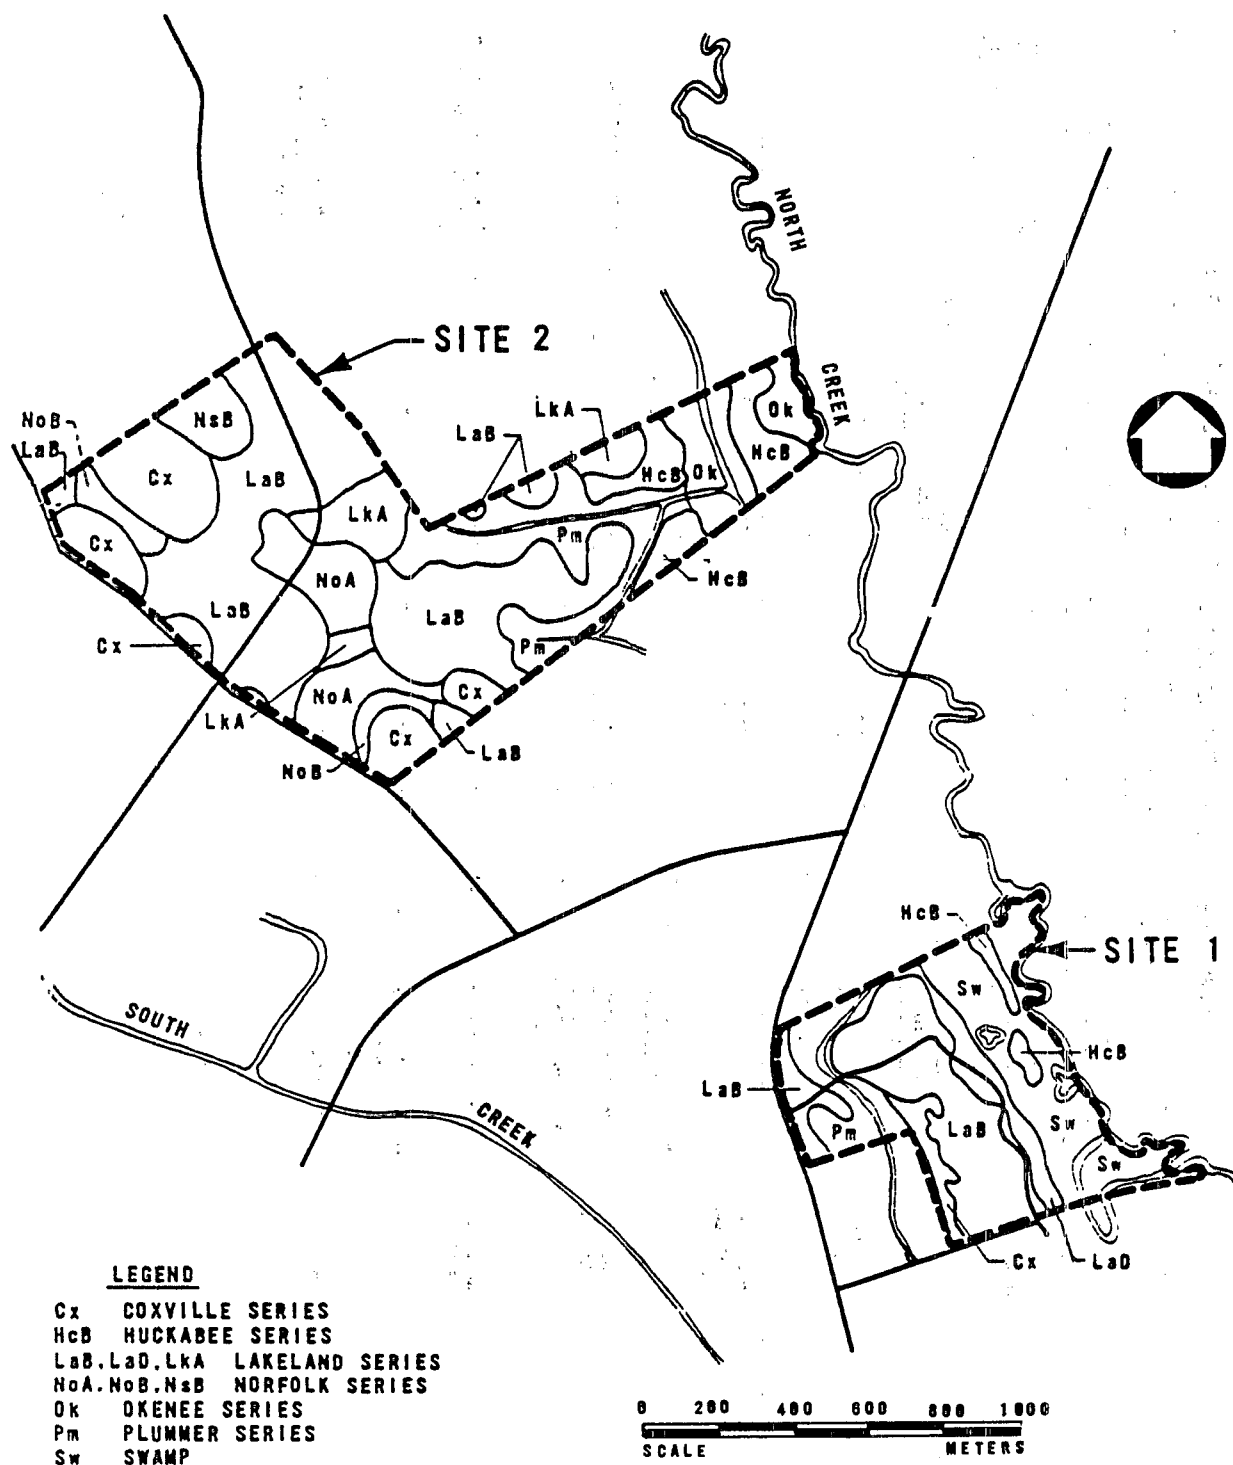 NORTH
SITE 2
CREEK
LkA
Ok
NsB
NoB
LaB
LaB
HcB
Ok
HcB
Cx
LaB
LkA
Pm
Cx
NoA
HcB
LaB
LaB
Cx
Pm
NoA
Cx
LkA
Cx
LaB
NoB
HcB
SITE 1
Sw
SOUTH
HcB
LaB
CREEK
Pm
LaB
Sw
Sw
Cx
LaD
LEGEND
Cx COXVILLE SERIES
HcB HUCKABEE SERIES
LaB, LaD, LkA LAKELAND SERIES
NoA, NoB, NsB NORFOLK SERIES
Ok OKENEE SERIES
Pm PLUMMER SERIES
Sw SWAMP
0 200 400 600 800 1000
SCALE METERS